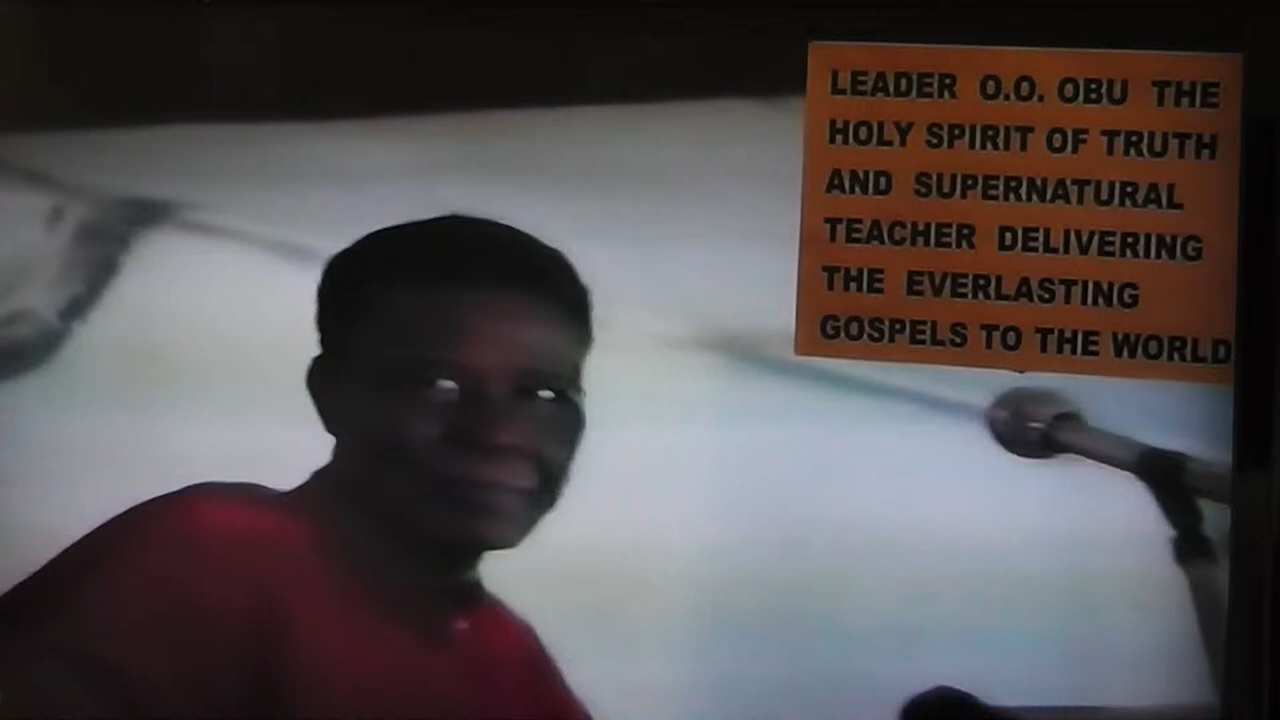 LEADER O.O. OBU THE
HOLY SPIRIT OF TRUTH
AND SUPERNATURAL
TEACHER DELIVERING
THE EVERLASTING
GOSPELS TO THE WORLD